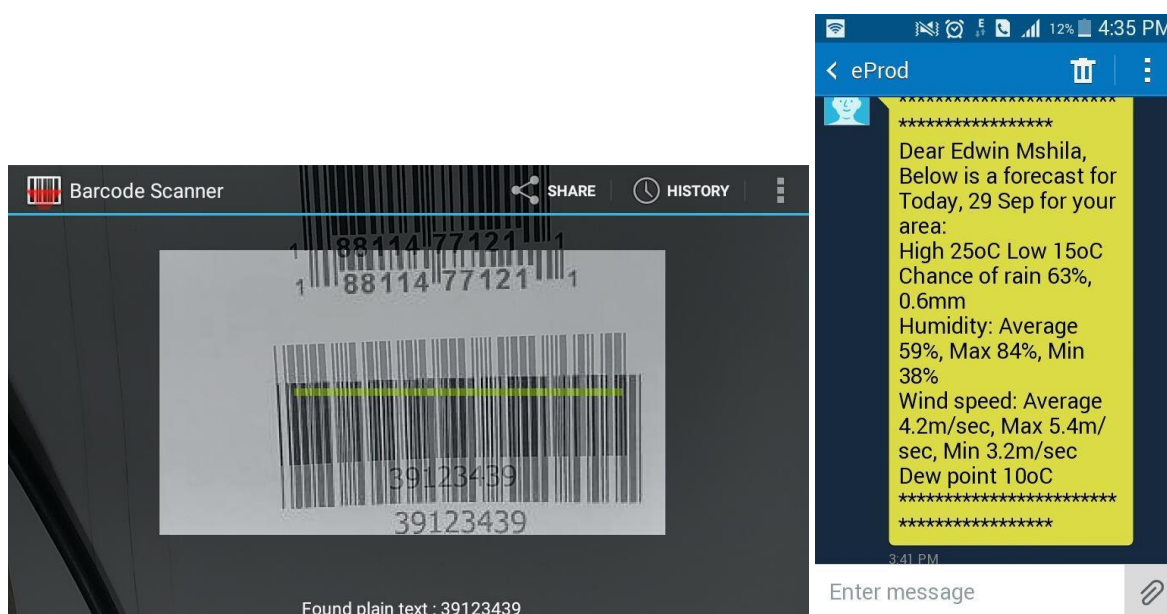 Barcode Scanner
SHARE
HISTORY
1 88114 77121 1
1 88114 77121 1
39123439
39123439
Found plain text : 39123439
E
12% 4:35 PM
eProd
************************
*****************
Dear Edwin Mshila,
Below is a forecast for
Today, 29 Sep for your
area:
High 25oC Low 15oC
Chance of rain 63%,
0.6mm
Humidity: Average
59%, Max 84%, Min
38%
Wind speed: Average
4.2m/sec, Max 5.4m/
sec, Min 3.2m/sec
Dew point 10oC
************************
*****************
3:41 PM
Enter message